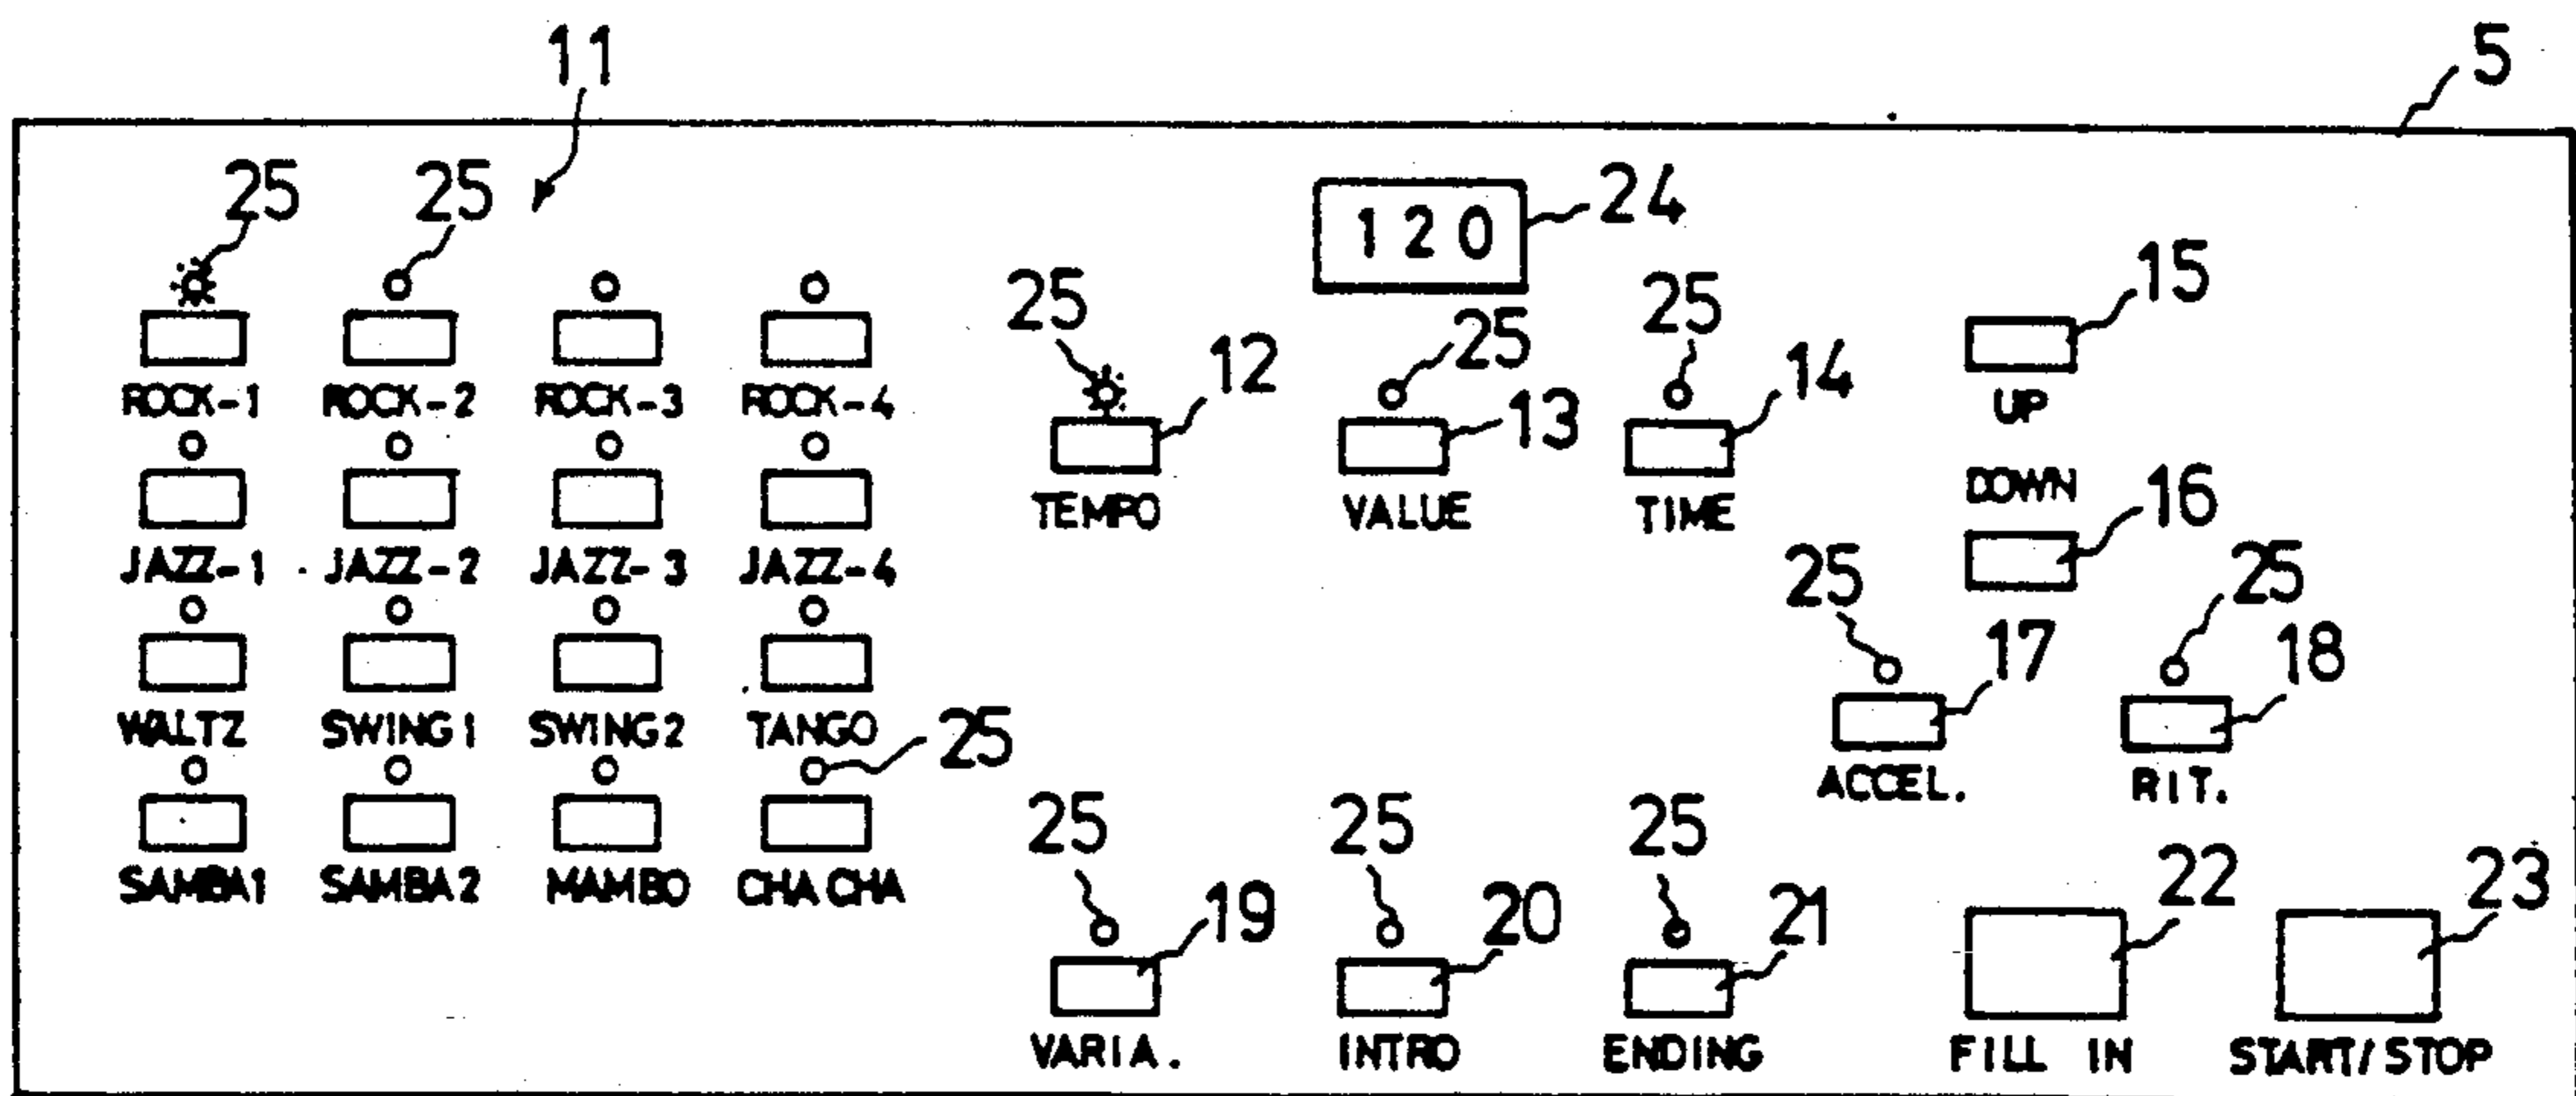 11 5
25 25 120 24
25 25 25 15
ROCK-1 ROCK-2 ROCK-3 ROCK-4 12 13 14 UP
JAZZ-1 JAZZ-2 JAZZ-3 JAZZ-4 TEMPO VALUE TIME DOWN 16
25 25
17 18
WALTZ SWING1 SWING2 TANGO 25
ACCEL. RIT.
SAMBA1 SAMBA2 MAMBO CHA CHA 25 25 25
19 20 21 22 23
VARIA. INTRO ENDING FILL IN START/STOP